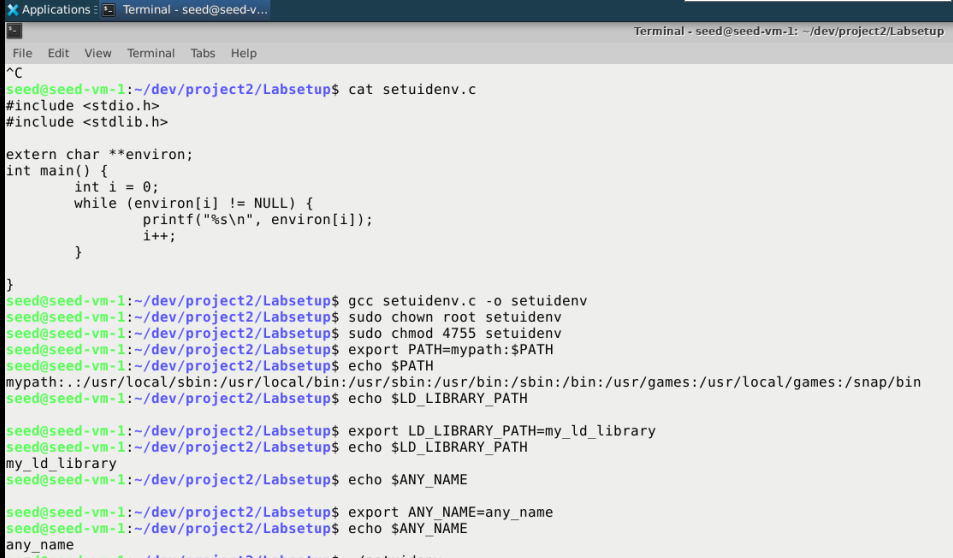 Applications
Terminal - seed@seed-v...
Terminal - seed@seed-vm-1: ~/dev/project2/Labsetup
File Edit View Terminal Tabs Help
^C
seed@seed-vm-1:~/dev/project2/Labsetup$ cat setuidenv.c
#include <stdio.h>
#include <stdlib.h>
extern char **environ;
int main() {
        int i = 0;
        while (environ[i] != NULL) {
                printf("%s\n", environ[i]);
                i++;
        }
}
seed@seed-vm-1:~/dev/project2/Labsetup$ gcc setuidenv.c -o setuidenv
seed@seed-vm-1:~/dev/project2/Labsetup$ sudo chown root setuidenv
seed@seed-vm-1:~/dev/project2/Labsetup$ sudo chmod 4755 setuidenv
seed@seed-vm-1:~/dev/project2/Labsetup$ export PATH=mypath:$PATH
seed@seed-vm-1:~/dev/project2/Labsetup$ echo $PATH
mypath:.:/usr/local/sbin:/usr/local/bin:/usr/sbin:/usr/bin:/sbin:/bin:/usr/games:/usr/local/games:/snap/bin
seed@seed-vm-1:~/dev/project2/Labsetup$ echo $LD_LIBRARY_PATH
seed@seed-vm-1:~/dev/project2/Labsetup$ export LD_LIBRARY_PATH=my_ld_library
seed@seed-vm-1:~/dev/project2/Labsetup$ echo $LD_LIBRARY_PATH
my_ld_library
seed@seed-vm-1:~/dev/project2/Labsetup$ echo $ANY_NAME
seed@seed-vm-1:~/dev/project2/Labsetup$ export ANY_NAME=any_name
seed@seed-vm-1:~/dev/project2/Labsetup$ echo $ANY_NAME
any_name